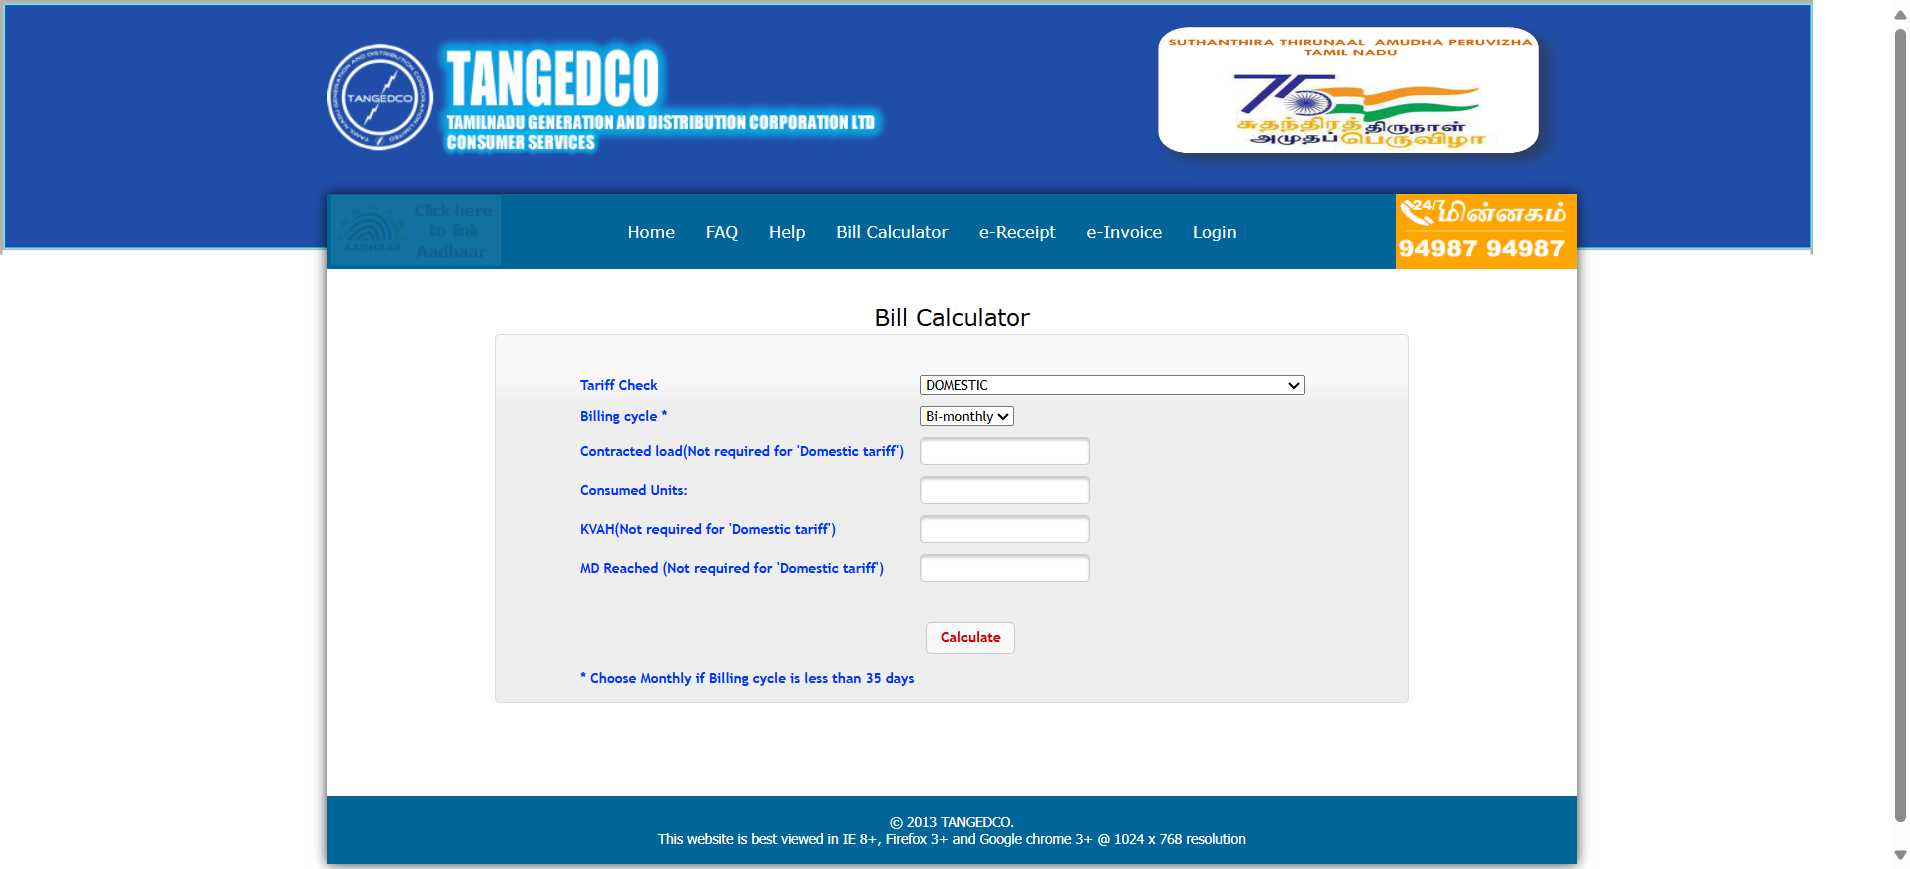 TANGEDCO
TANGEDCO
TAMILNADU GENERATION AND DISTRIBUTION CORPORATION LTD
CONSUMER SERVICES
SUTHANTHIRA THIRUNAAL AMUDHA PERUVIZHA
TAMIL NADU
75
சுதந்திரத் திருநாள்
அமுதப் பெருவிழா
AADHAAR
Click here
to link
Aadhaar
Home
FAQ
Help
Bill Calculator
e-Receipt
e-Invoice
Login
24/7 மின்னகம்
94987 94987
Bill Calculator
Tariff Check DOMESTIC
Billing cycle * Bi-monthly
Contracted load(Not required for 'Domestic tariff')
Consumed Units:
KVAH(Not required for 'Domestic tariff')
MD Reached (Not required for 'Domestic tariff')
Calculate
* Choose Monthly if Billing cycle is less than 35 days
© 2013 TANGEDCO.
This website is best viewed in IE 8+, Firefox 3+ and Google chrome 3+ @ 1024 x 768 resolution